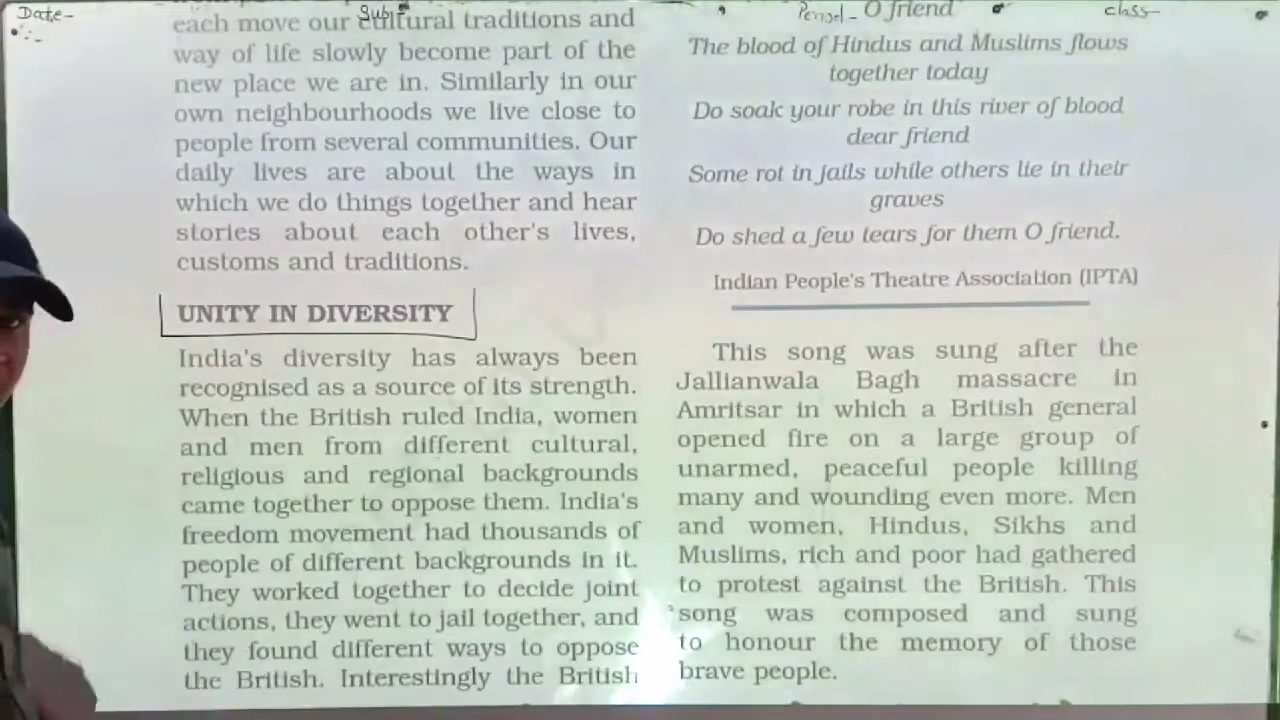 Date-
Subj-
Period-
class-
each move our cultural traditions and
way of life slowly become part of the
new place we are in. Similarly in our
own neighbourhoods we live close to
people from several communities. Our
daily lives are about the ways in
which we do things together and hear
stories about each other's lives,
customs and traditions.
UNITY IN DIVERSITY
India's diversity has always been
recognised as a source of its strength.
When the British ruled India, women
and men from different cultural,
religious and regional backgrounds
came together to oppose them. India's
freedom movement had thousands of
people of different backgrounds in it.
They worked together to decide joint
actions, they went to jail together, and
they found different ways to oppose
the British. Interestingly the British
O friend
The blood of Hindus and Muslims flows
together today
Do soak your robe in this river of blood
dear friend
Some rot in jails while others lie in their
graves
Do shed a few tears for them O friend.
Indian People's Theatre Association (IPTA)
This song was sung after the
Jallianwala Bagh massacre in
Amritsar in which a British general
opened fire on a large group of
unarmed, peaceful people killing
many and wounding even more. Men
and women, Hindus, Sikhs and
Muslims, rich and poor had gathered
to protest against the British. This
song was composed and sung
to honour the memory of those
brave people.